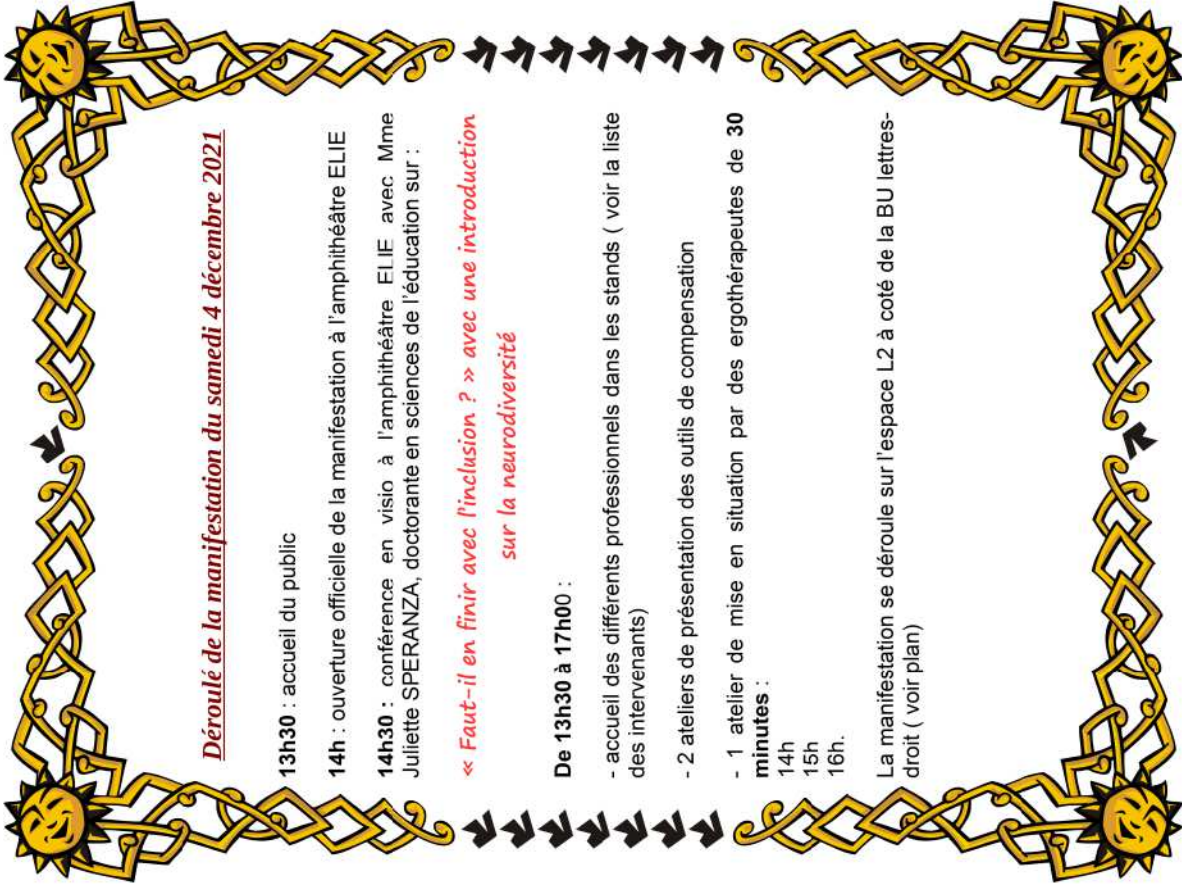 Déroulé de la manifestation du samedi 4 décembre 2021
13h30 : accueil du public
14h : ouverture officielle de la manifestation à l'amphithéâtre ELIE
14h30 : conférence en visio à l'amphithéâtre ELIE avec Mme
Juliette SPERANZA, doctorante en sciences de l'éducation sur :
« Faut-il en finir avec l'inclusion ? » avec une introduction
sur la neurodiversité
De 13h30 à 17h00 :
- accueil des différents professionnels dans les stands ( voir la liste
des intervenants)
- 2 ateliers de présentation des outils de compensation
- 1 atelier de mise en situation par des ergothérapeutes de 30
minutes :
14h
15h
16h.
La manifestation se déroule sur l'espace L2 à coté de la BU lettres-
droit ( voir plan)